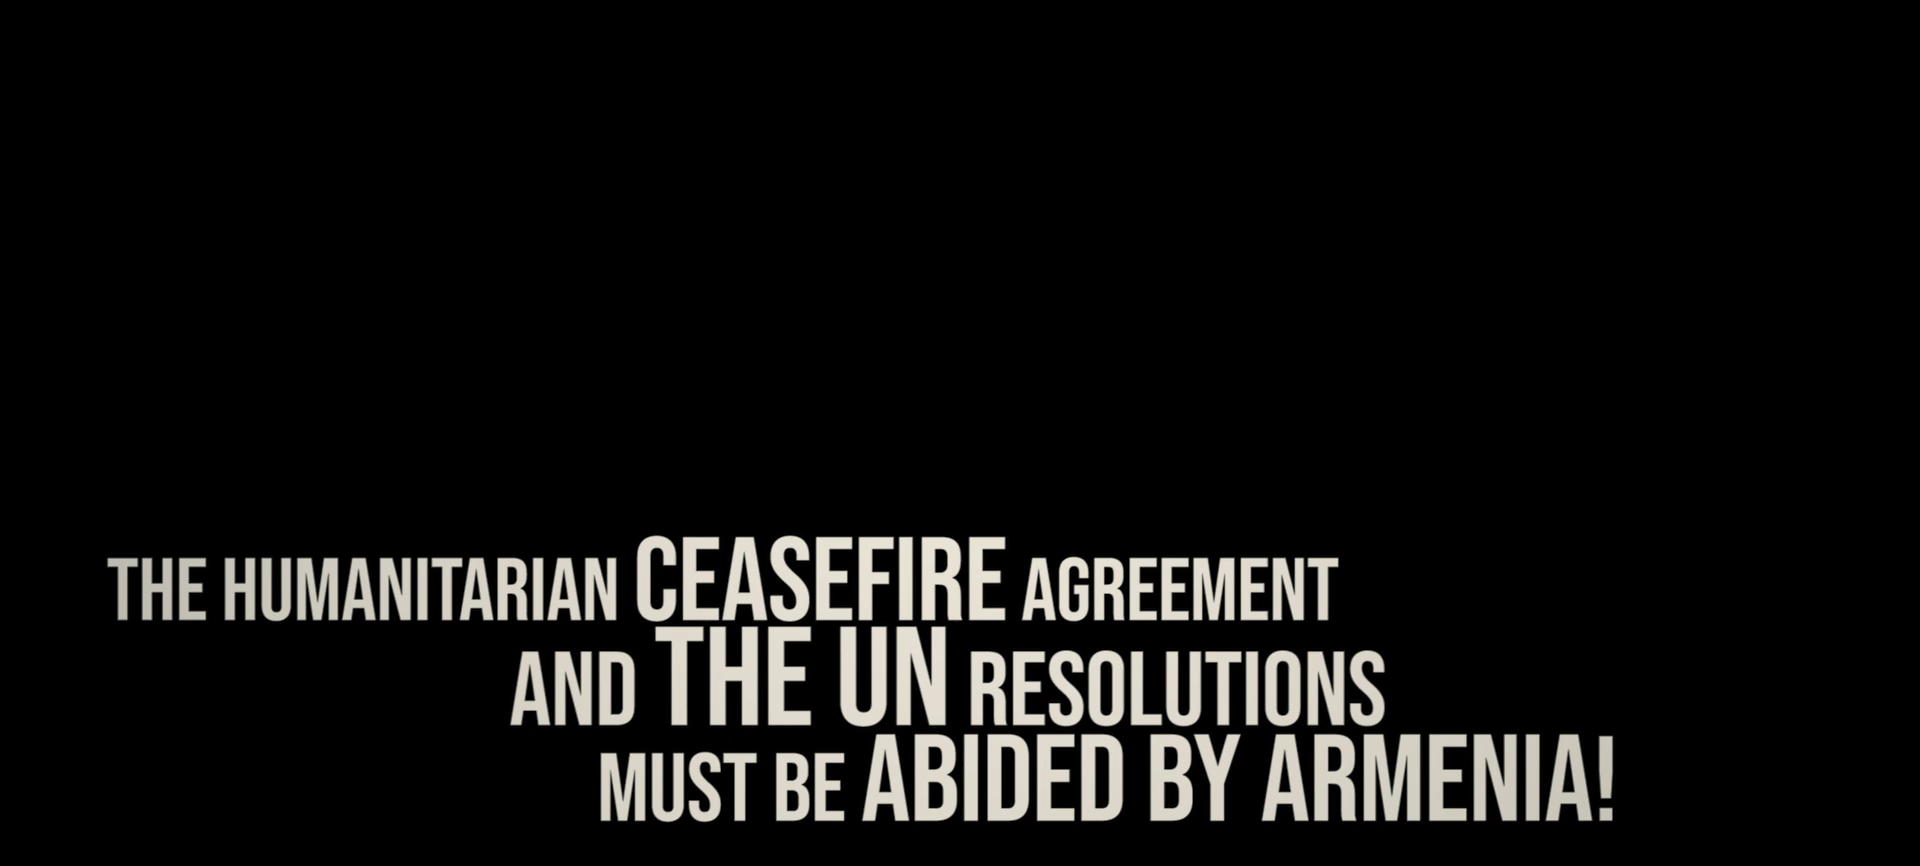 THE HUMANITARIAN CEASEFIRE AGREEMENT
AND THE UN RESOLUTIONS
MUST BE ABIDED BY ARMENIA!